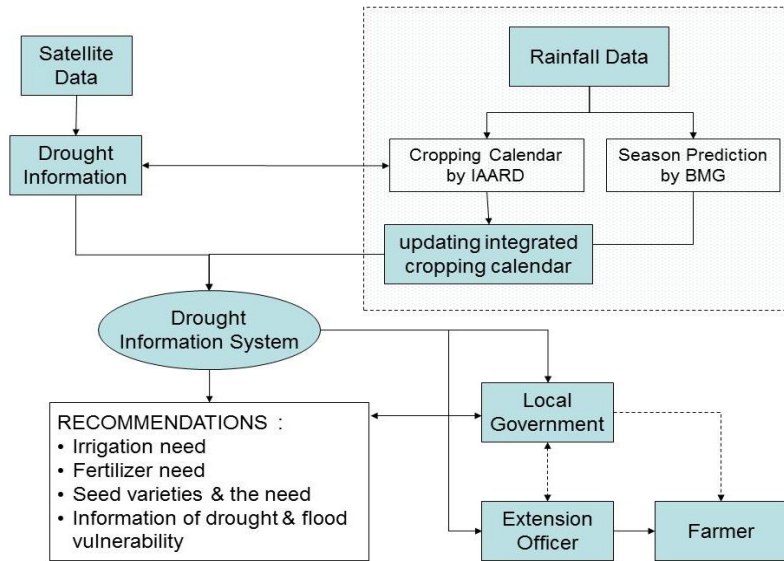 Satellite
Data
Rainfall Data
Drought
Information
Cropping Calendar
by IAARD
Season Prediction
by BMG
updating integrated
cropping calendar
Drought
Information System
RECOMMENDATIONS :
• Irrigation need
• Fertilizer need
• Seed varieties & the need
• Information of drought & flood
vulnerability
Local
Government
Extension
Officer
Farmer